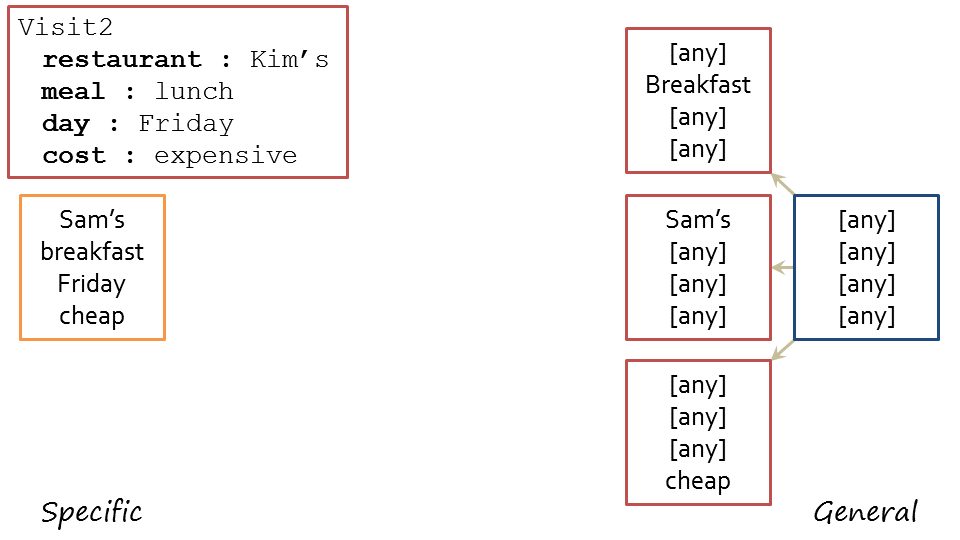 Visit2
restaurant : Kim’s
meal : lunch
day : Friday
cost : expensive
Sam’s
breakfast
Friday
cheap
[any]
Breakfast
[any]
[any]
Sam’s
[any]
[any]
[any]
[any]
[any]
[any]
cheap
[any]
[any]
[any]
[any]
Specific
General